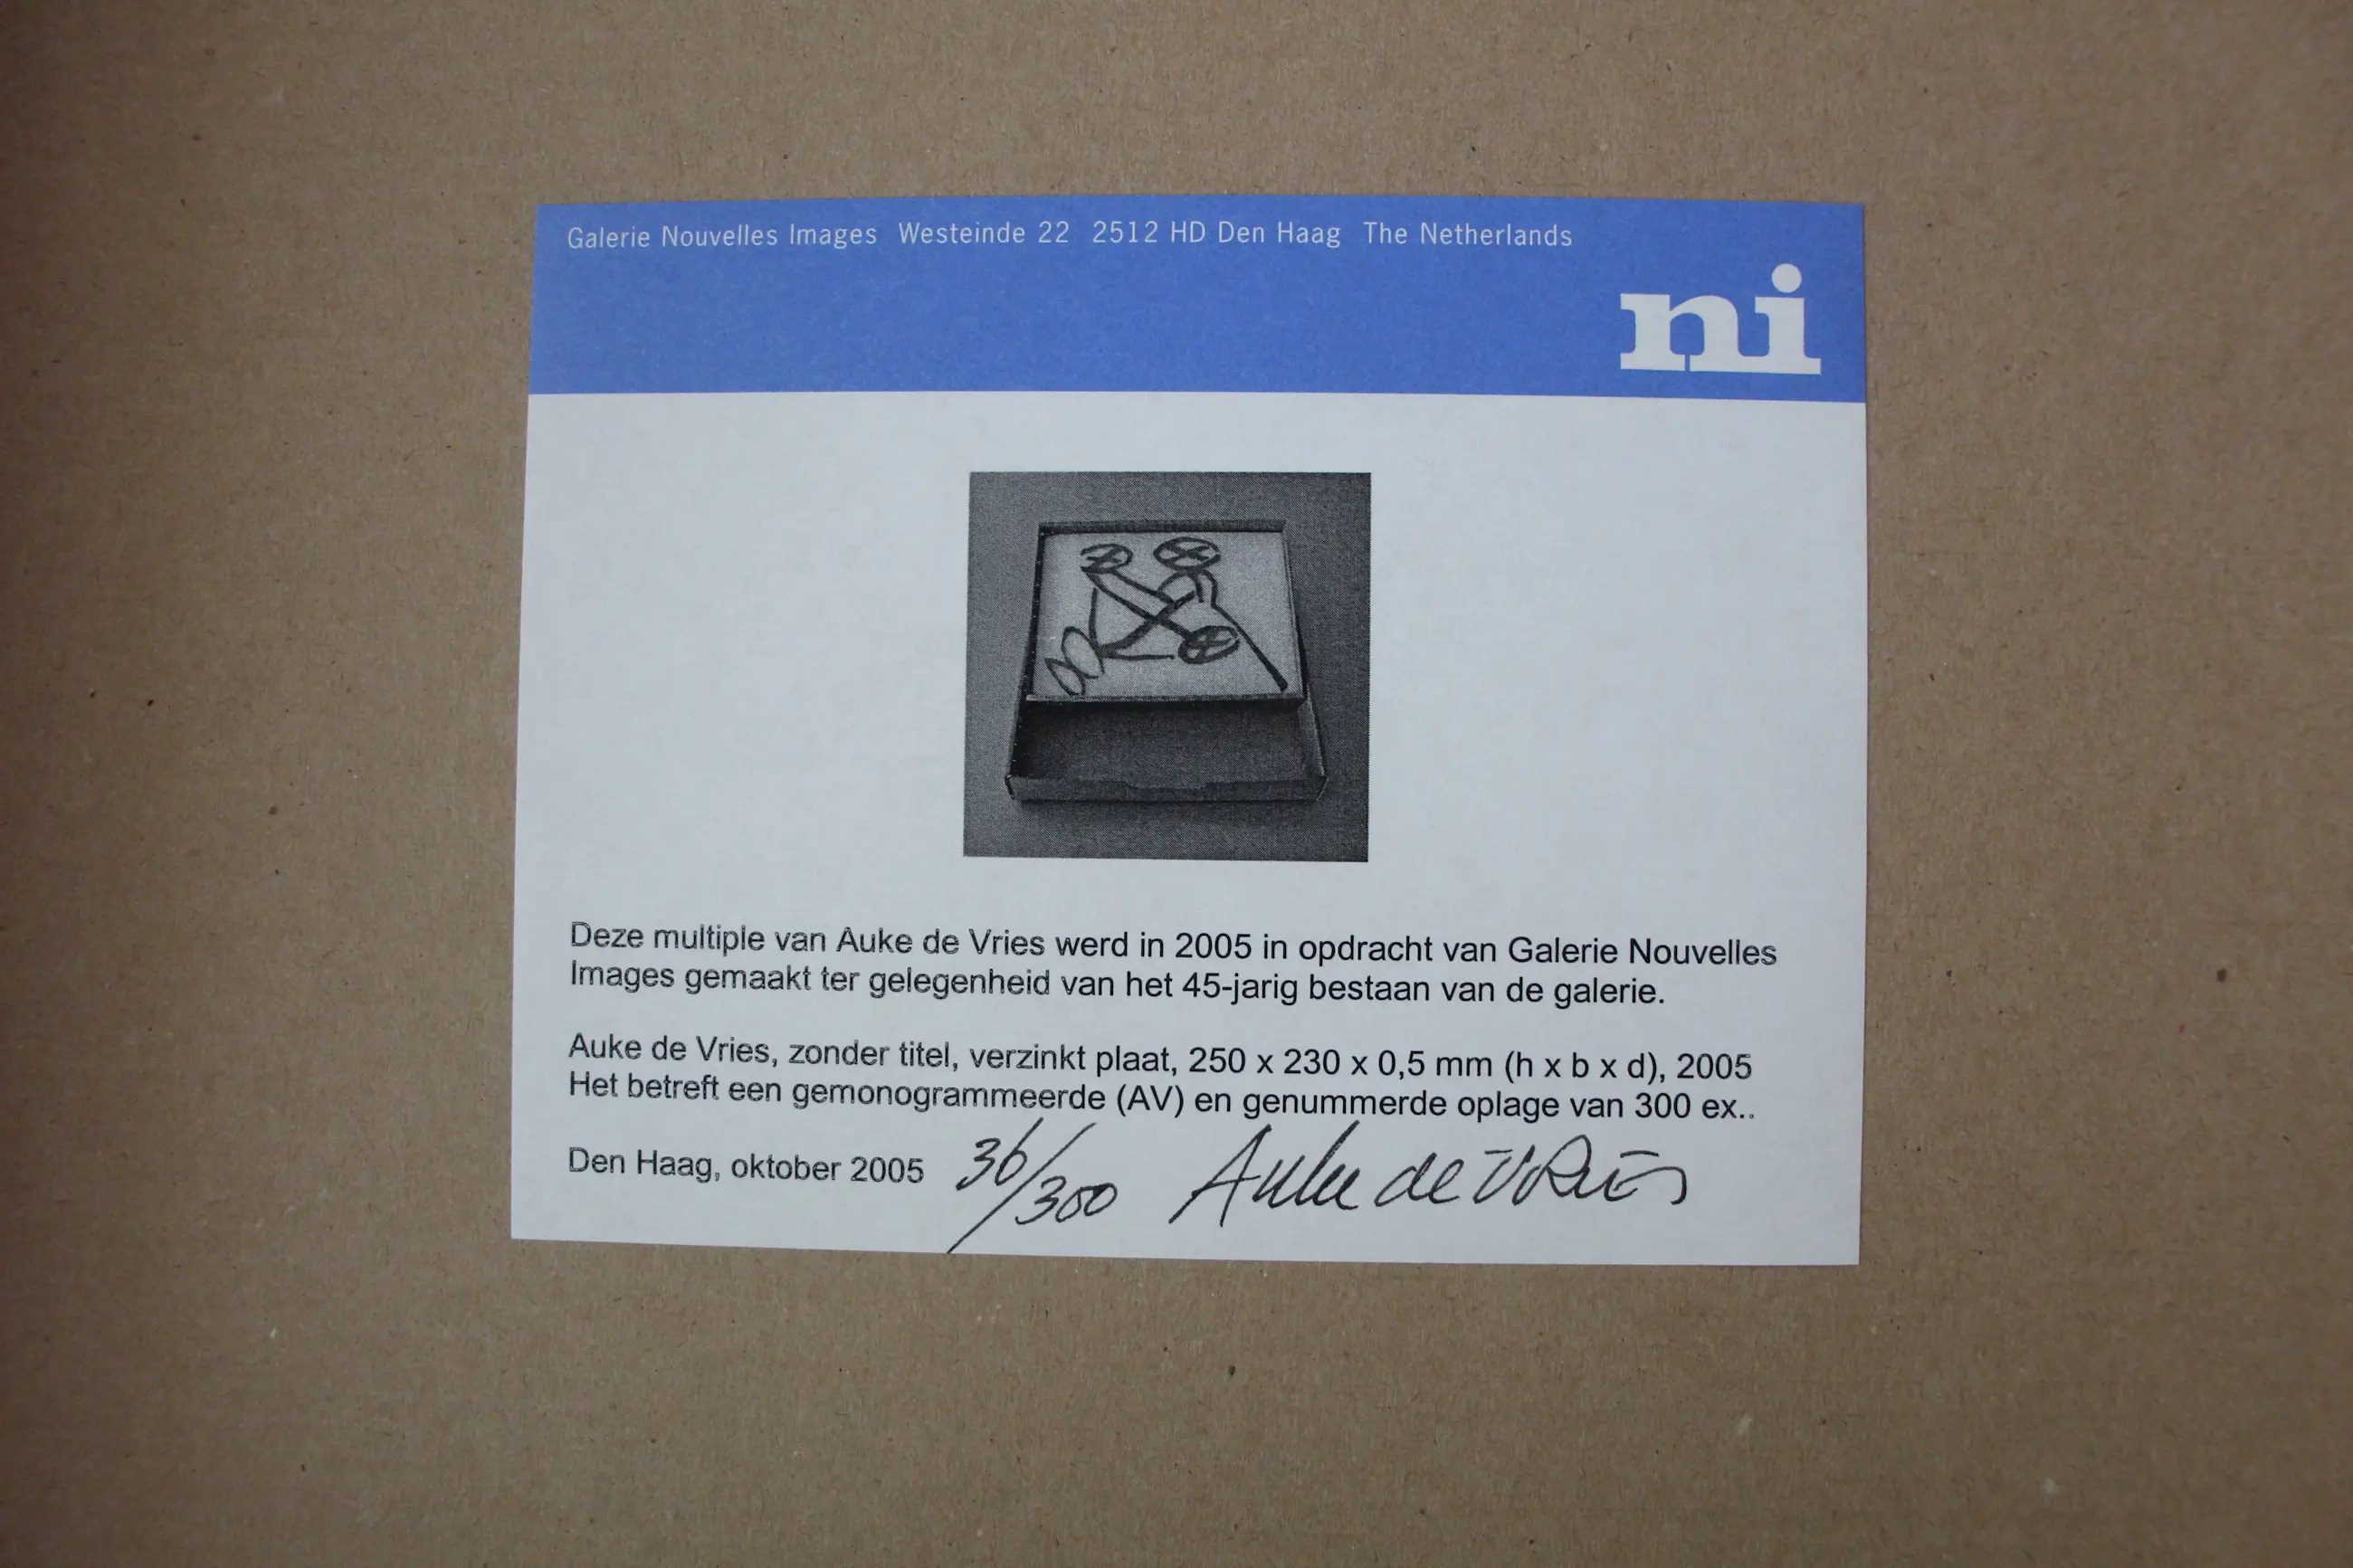 Galerie Nouvelles Images Westeinde 22 2512 HD Den Haag The Netherlands
ni
Deze multiple van Auke de Vries werd in 2005 in opdracht van Galerie Nouvelles
Images gemaakt ter gelegenheid van het 45-jarig bestaan van de galerie.
Auke de Vries, zonder titel, verzinkt plaat, 250 x 230 x 0,5 mm (h x b x d), 2005
Het betreft een gemonogrammeerde (AV) en genummerde oplage van 300 ex..
Den Haag, oktober 2005 36/300 Auke de Vries